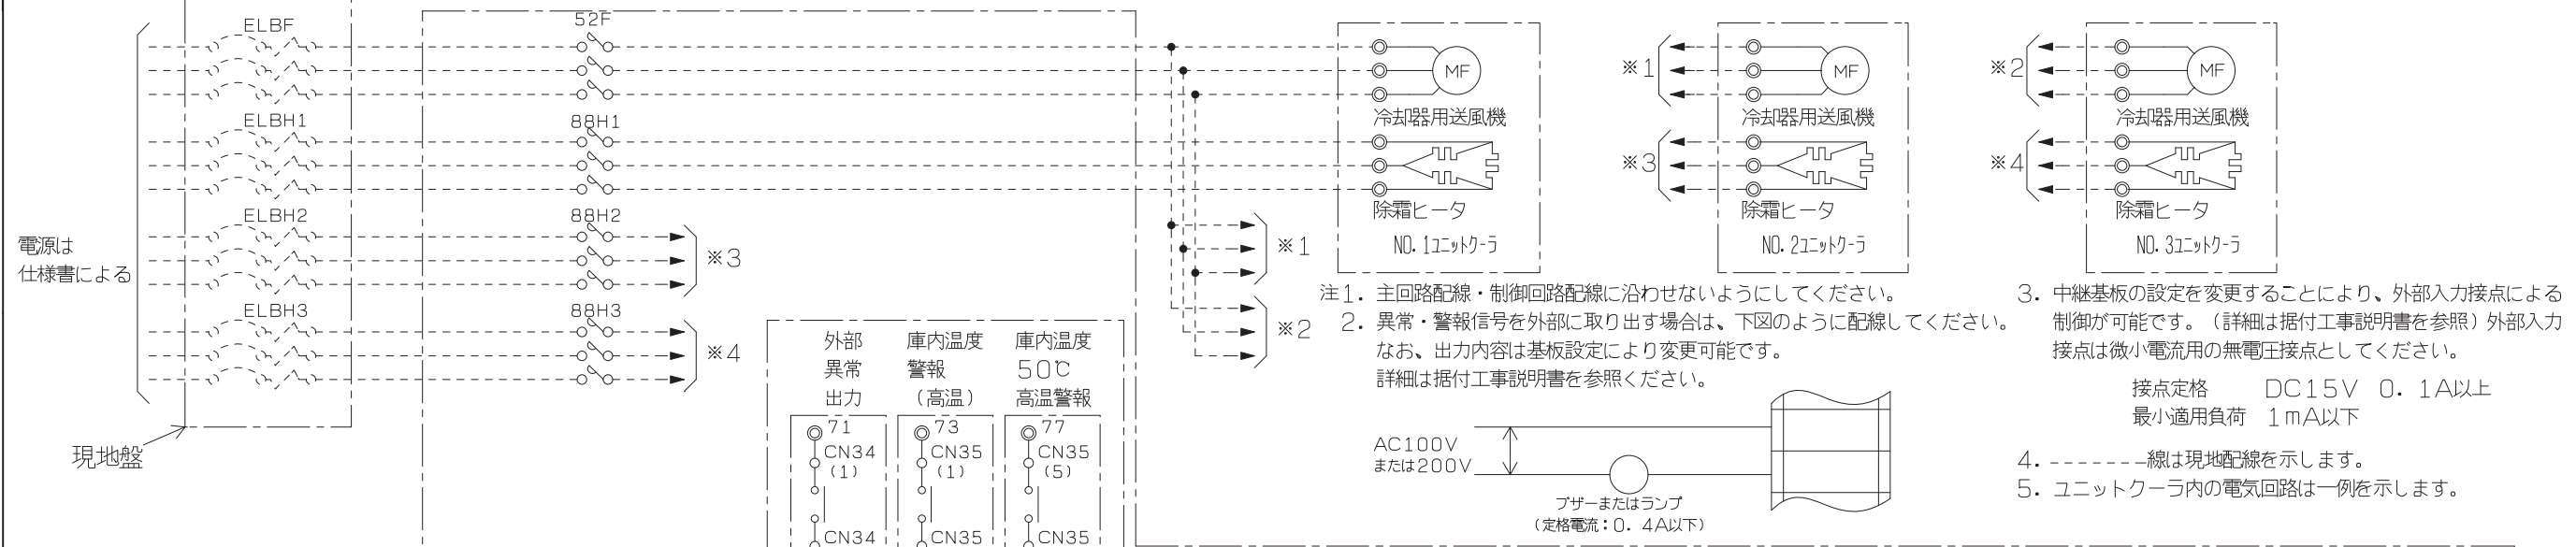 ELBF
52F
ELBH1
88H1
ELBH2
88H2
ELBH3
88H3
電源は
仕様書による
現地盤
※3
※4
※1
※2
外部
異常
出力
庫内温度
警報
(高温)
庫内温度
50℃
高温警報
71
CN34
(1)
CN34
73
CN35
(1)
CN35
77
CN35
(5)
CN35
MF
冷却器用送風機
除霜ヒータ
NO.1ユニットクーラ
※1
※3
MF
冷却器用送風機
除霜ヒータ
NO.2ユニットクーラ
※2
※4
MF
冷却器用送風機
除霜ヒータ
NO.3ユニットクーラ
注1. 主回路配線・制御回路配線に沿わせないようにしてください。
2. 異常・警報信号を外部に取り出す場合は、下図のように配線してください。
なお、出力内容は基板設定により変更可能です。
詳細は据付工事説明書を参照ください。
AC100V
または200V
ブザーまたはランプ
(定格電流:0.4A以下)
3. 中継基板の設定を変更することにより、外部入力接点による
制御が可能です。(詳細は据付工事説明書を参照)外部入力
接点は微小電流用の無電圧接点としてください。
接点定格 DC15V 0.1A以上
最小適用負荷 1mA以下
4. -------線は現地配線を示します。
5. ユニットクーラ内の電気回路は一例を示します。